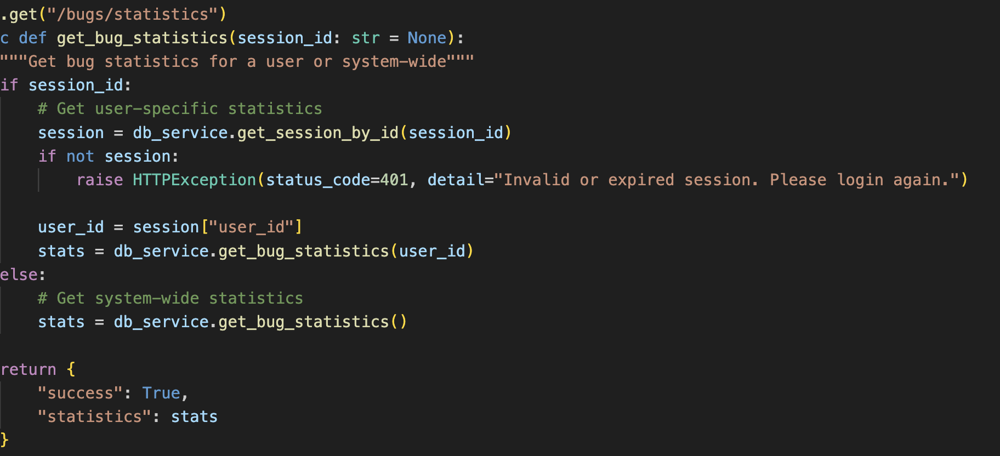 .get("/bugs/statistics")
c def get_bug_statistics(session_id: str = None):
"""Get bug statistics for a user or system-wide"""
if session_id:
    # Get user-specific statistics
    session = db_service.get_session_by_id(session_id)
    if not session:
        raise HTTPException(status_code=401, detail="Invalid or expired session. Please login again.")

    user_id = session["user_id"]
    stats = db_service.get_bug_statistics(user_id)
else:
    # Get system-wide statistics
    stats = db_service.get_bug_statistics()

return {
    "success": True,
    "statistics": stats
}